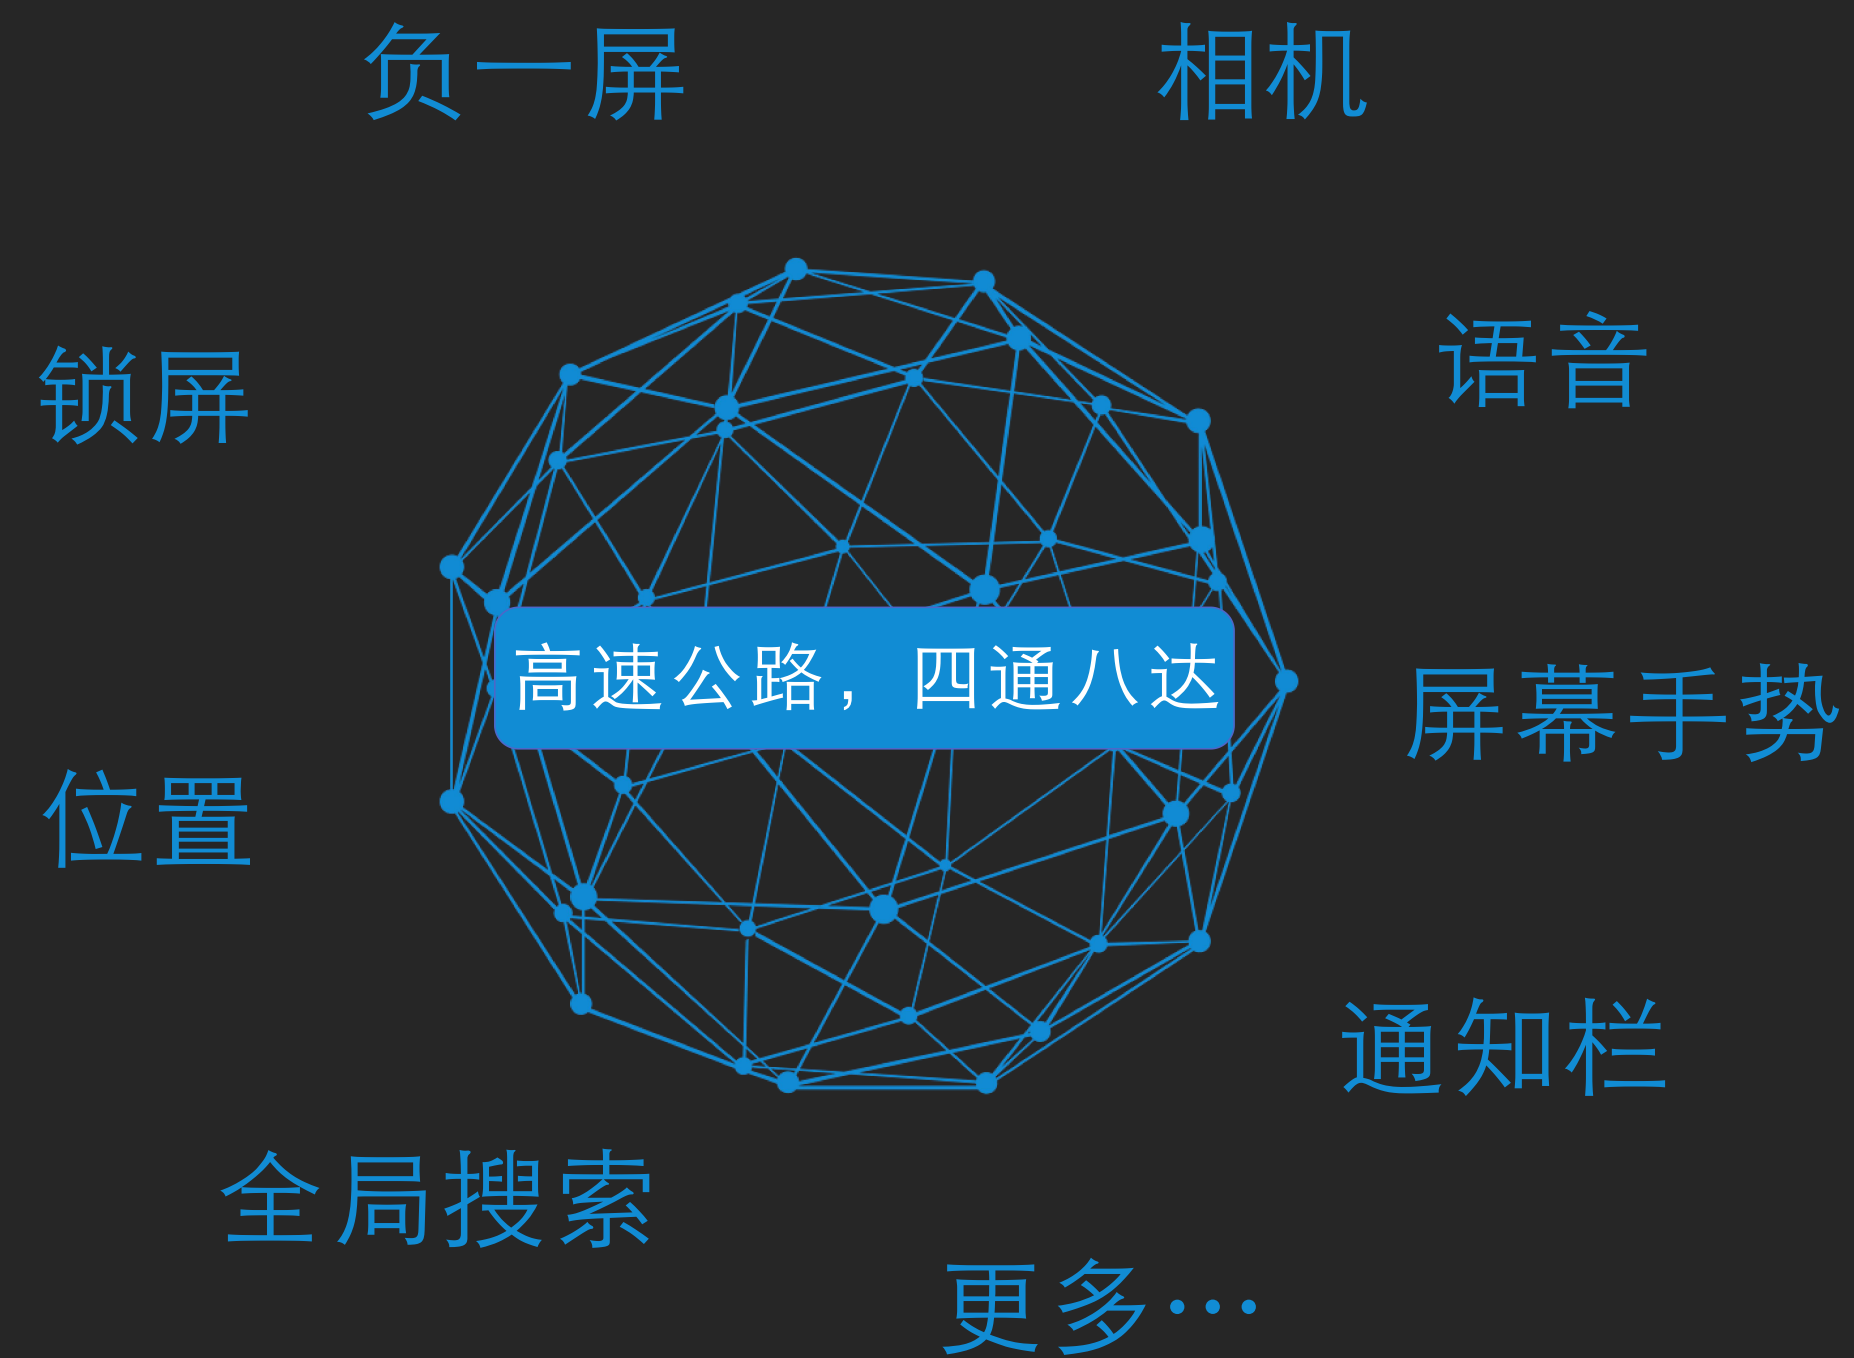 负一屏
相机
语音
锁屏
高速公路，四通八达
屏幕手势
位置
通知栏
全局搜索
更多···